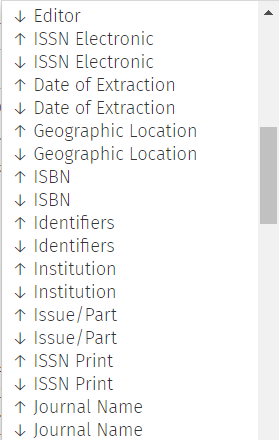 ↓ Editor
↑ ISSN Electronic
↓ ISSN Electronic
↑ Date of Extraction
↓ Date of Extraction
↑ Geographic Location
↓ Geographic Location
↑ ISBN
↓ ISBN
↑ Identifiers
↓ Identifiers
↑ Institution
↓ Institution
↑ Issue/Part
↓ Issue/Part
↑ ISSN Print
↓ ISSN Print
↑ Journal Name
↓ Journal Name